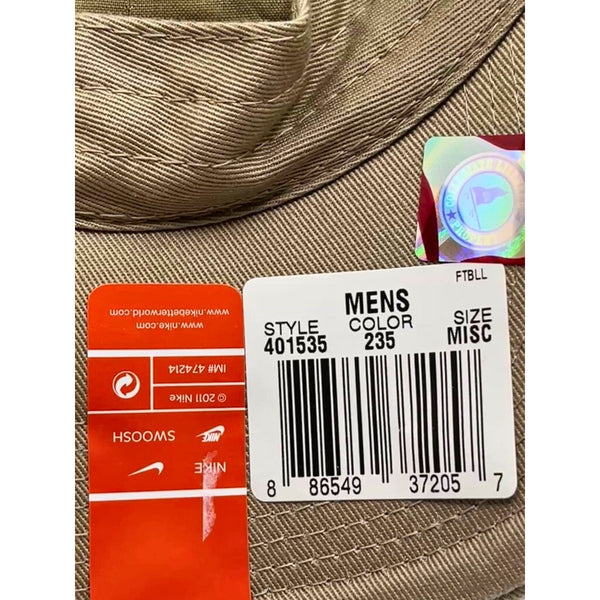 FTBLL
MENS
STYLE COLOR SIZE
401535 235 MISC
8 86549 37205 7
www.nikebetterworld.com
www.nike.com
IM# 474214
© 2011 Nike
SWOOSH NIKE
NIKE